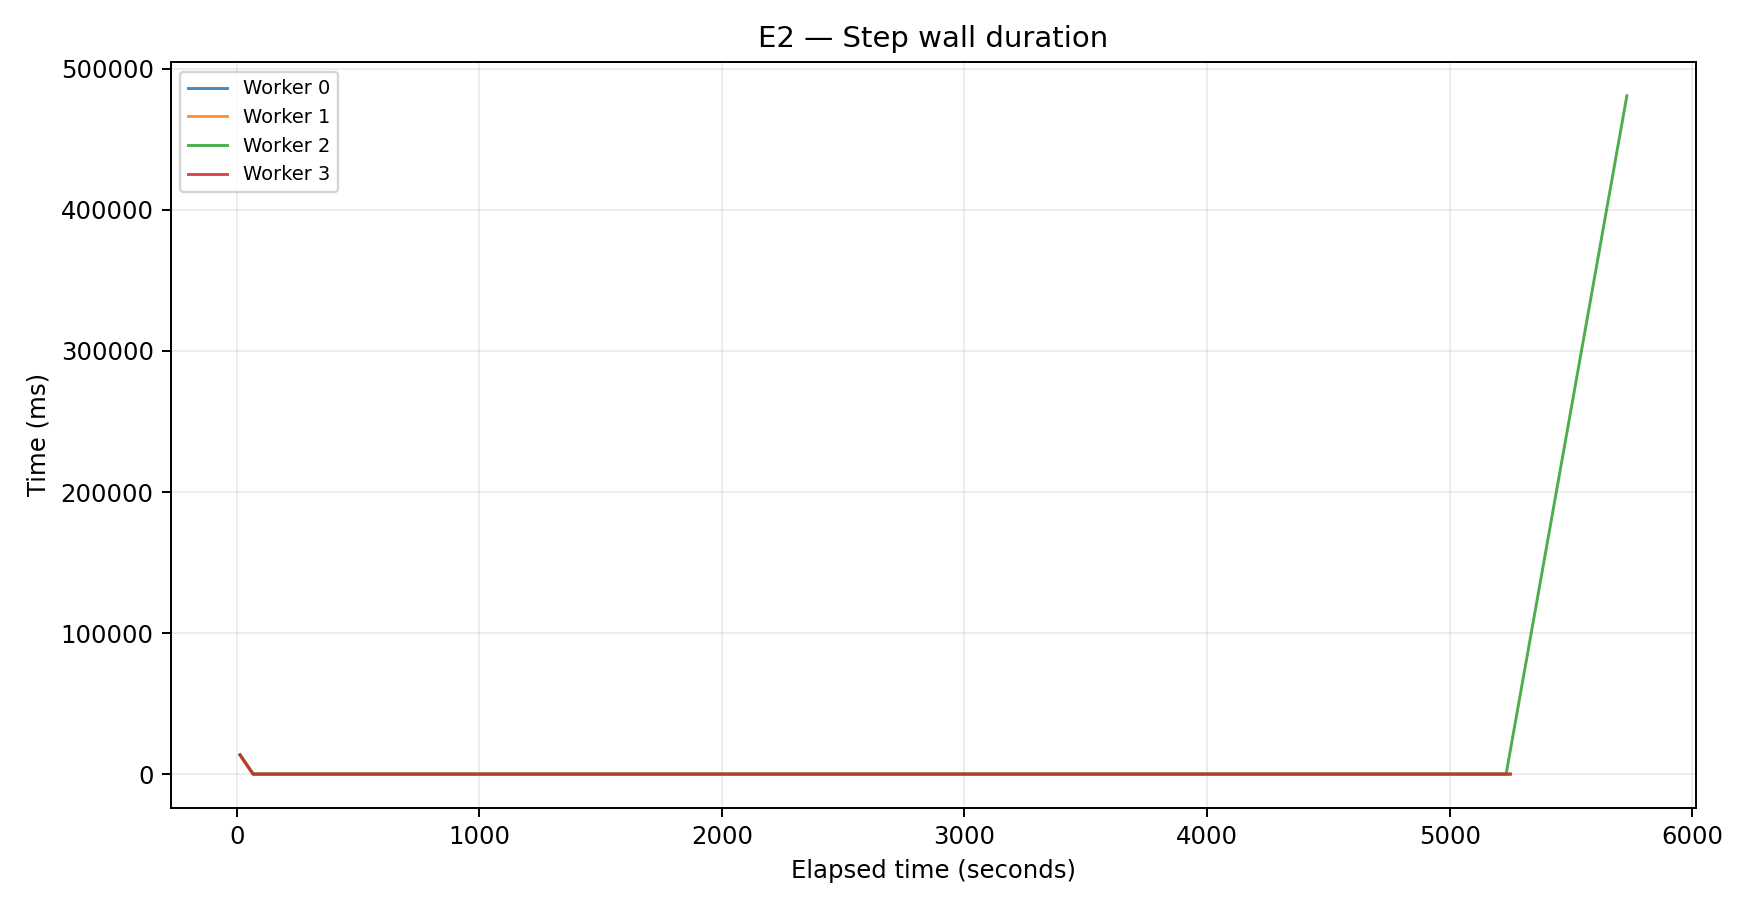 E2 — Step wall duration
500000
400000
300000
200000
100000
0
Time (ms)
Worker 0
Worker 1
Worker 2
Worker 3
0 1000 2000 3000 4000 5000 6000
Elapsed time (seconds)